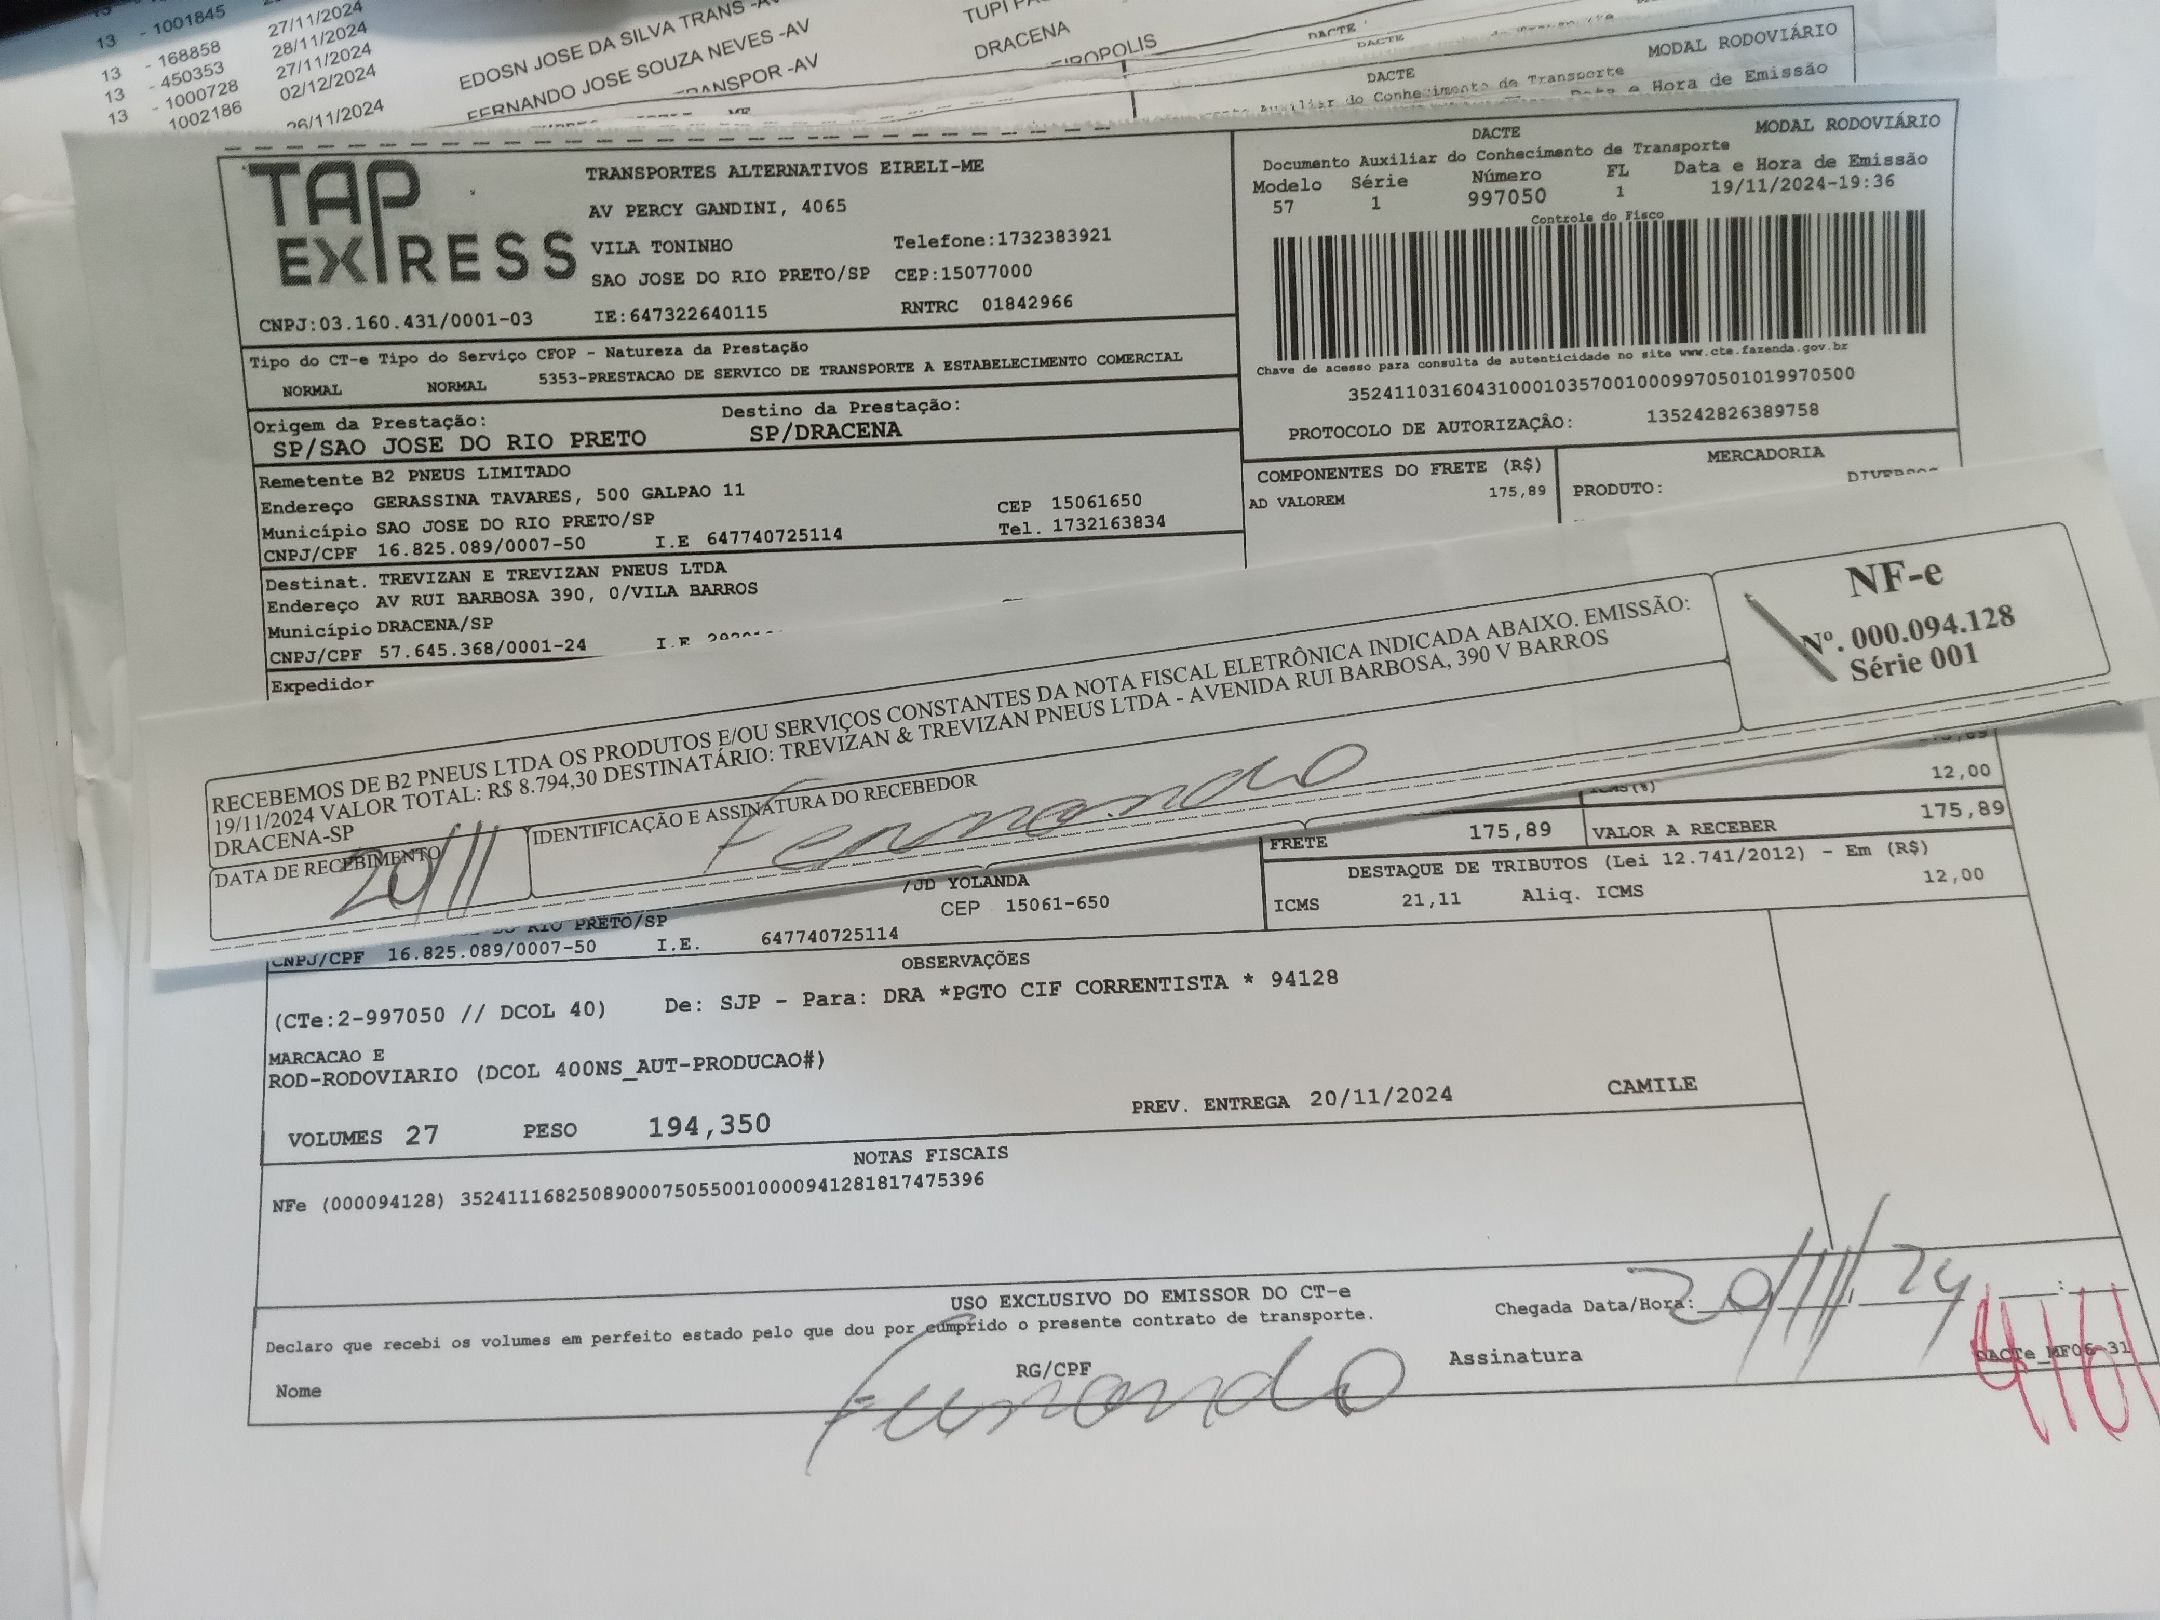 13 - 1001845 27/11/2024
13 - 168858 28/11/2024 EDOSN JOSE DA SILVA TRANS -AV
13 - 450353 27/11/2024 FERNANDO JOSE SOUZA NEVES -AV DRACENA
13 - 1000728 02/12/2024
1002186 26/11/2024
DACTE
DACTE
MODAL RODOVIÁRIO
DACTE
Data e Hora de Emissão
TAP EXPRESS
TRANSPORTES ALTERNATIVOS EIRELI-ME
AV PERCY GANDINI, 4065
VILA TONINHO Telefone:1732383921
SAO JOSE DO RIO PRETO/SP CEP:15077000
CNPJ:03.160.431/0001-03 IE:647322640115 RNTRC 01842966
DACTE MODAL RODOVIÁRIO
Documento Auxiliar do Conhecimento de Transporte
Modelo Série Número FL Data e Hora de Emissão
57 1 997050 1 19/11/2024-19:36
Controle do Fisco
Chave de acesso para consulta de autenticidade no site www.cte.fazenda.gov.br
35241103160431000103570010009970501019970500
PROTOCOLO DE AUTORIZAÇÂO: 135242826389758
Tipo do CT-e Tipo do Serviço CFOP - Natureza da Prestação
NORMAL NORMAL 5353-PRESTACAO DE SERVICO DE TRANSPORTE A ESTABELECIMENTO COMERCIAL
Origem da Prestação: Destino da Prestação:
SP/SAO JOSE DO RIO PRETO SP/DRACENA
Remetente B2 PNEUS LIMITADO
Endereço GERASSINA TAVARES, 500 GALPAO 11 CEP 15061650
Município SAO JOSE DO RIO PRETO/SP Tel. 1732163834
CNPJ/CPF 16.825.089/0007-50 I.E 647740725114
COMPONENTES DO FRETE (R$) MERCADORIA
AD VALOREM 175,89 PRODUTO: DIVERSOS
Destinat. TREVIZAN E TREVIZAN PNEUS LTDA
Endereço AV RUI BARBOSA 390, 0/VILA BARROS
Município DRACENA/SP
CNPJ/CPF 57.645.368/0001-24 I.E
Expedidor
RECEBEMOS DE B2 PNEUS LTDA OS PRODUTOS E/OU SERVIÇOS CONSTANTES DA NOTA FISCAL ELETRÔNICA INDICADA ABAIXO. EMISSÃO:
19/11/2024 VALOR TOTAL: R$ 8.794,30 DESTINATÁRIO: TREVIZAN & TREVIZAN PNEUS LTDA - AVENIDA RUI BARBOSA, 390 V BARROS
DRACENA-SP
DATA DE RECEBIMENTO IDENTIFICAÇÃO E ASSINATURA DO RECEBEDOR
20/11 Fernando
NF-e
Nº. 000.094.128
Série 001
12,00
FRETE 175,89 VALOR A RECEBER 175,89
DESTAQUE DE TRIBUTOS (Lei 12.741/2012) - Em (R$)
ICMS 21,11 Aliq. ICMS 12,00
/JD YOLANDA
RIO PRETO/SP CEP 15061-650
CNPJ/CPF 16.825.089/0007-50 I.E. 647740725114
OBSERVAÇÕES
(CTe:2-997050 // DCOL 40) De: SJP - Para: DRA *PGTO CIF CORRENTISTA * 94128
MARCACAO E
ROD-RODOVIARIO (DCOL 400NS_AUT-PRODUCAO#)
VOLUMES 27 PESO 194,350 PREV. ENTREGA 20/11/2024 CAMILE
NOTAS FISCAIS
NFe (000094128) 35241116825089000750550010000941281817475396
USO EXCLUSIVO DO EMISSOR DO CT-e
Declaro que recebi os volumes em perfeito estado pelo que dou por cumprido o presente contrato de transporte.
Chegada Data/Hora: 20/11/24
Nome RG/CPF Assinatura DACTe_MF06-31
Fernando